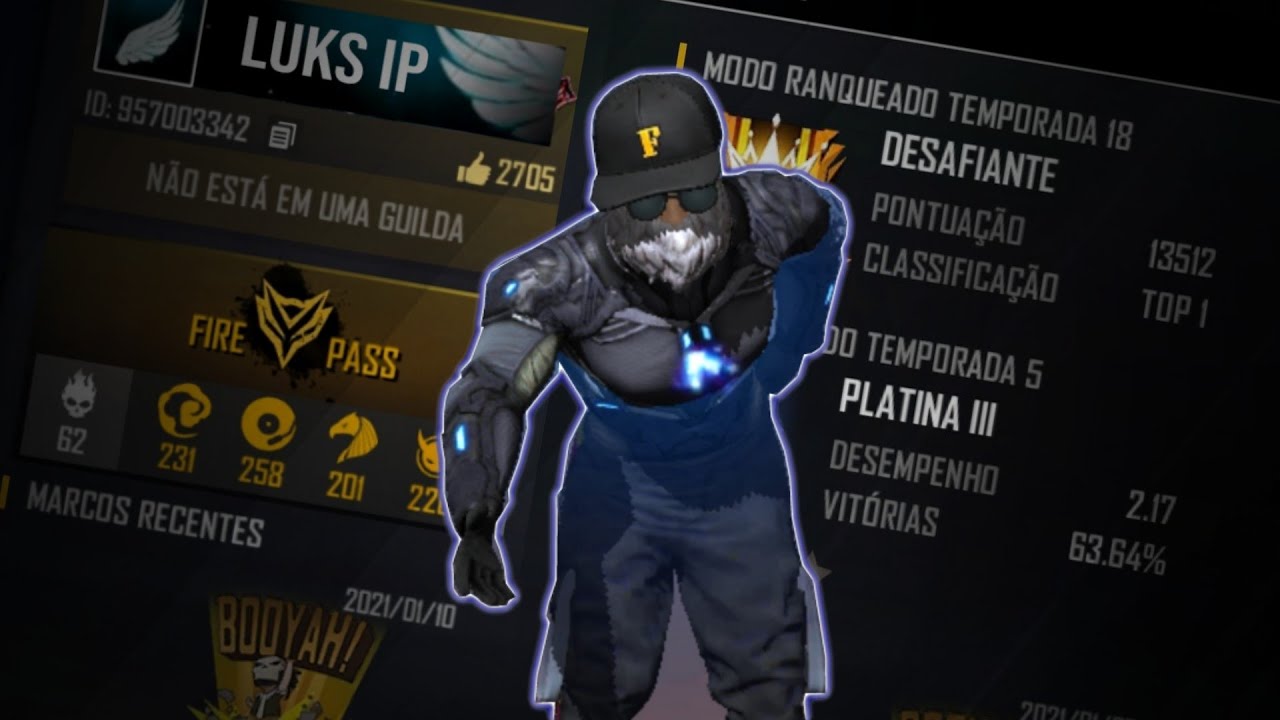 LUKS IP
ID: 957003342
2705
NÃO ESTÁ EM UMA GUILDA
FIRE PASS
62
231
258
201
MARCOS RECENTES
2021/01/10
BOOYAH!
F
MODO RANQUEADO TEMPORADA 18
DESAFIANTE
PONTUAÇÃO 13512
CLASSIFICAÇÃO TOP 1
DO TEMPORADA 5
PLATINA III
DESEMPENHO 2.17
VITÓRIAS 63.64%